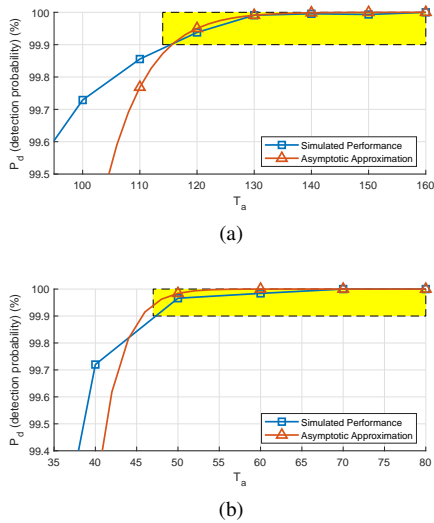 100
99.9
99.8
99.7
99.6
99.5
P_d (detection probability) (%)
Simulated Performance
Asymptotic Approximation
100 110 120 130 140 150 160
T_a
(a)
100
99.9
99.8
99.7
99.6
99.5
99.4
P_d (detection probability) (%)
Simulated Performance
Asymptotic Approximation
35 40 45 50 55 60 65 70 75 80
T_a
(b)